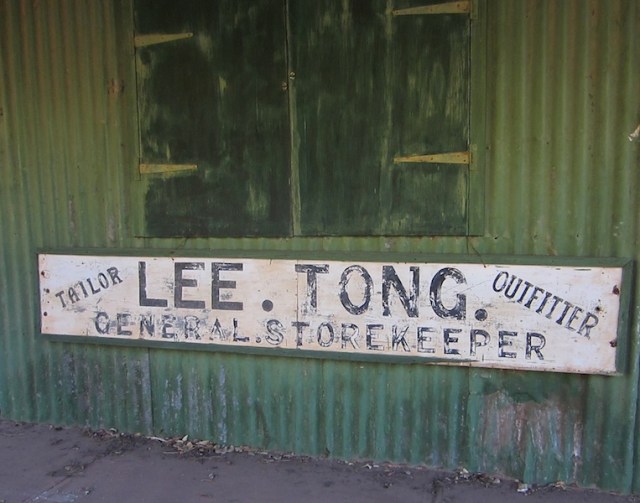 TAILOR LEE. TONG. OUTFITTER
GENERAL.STOREKEEPER